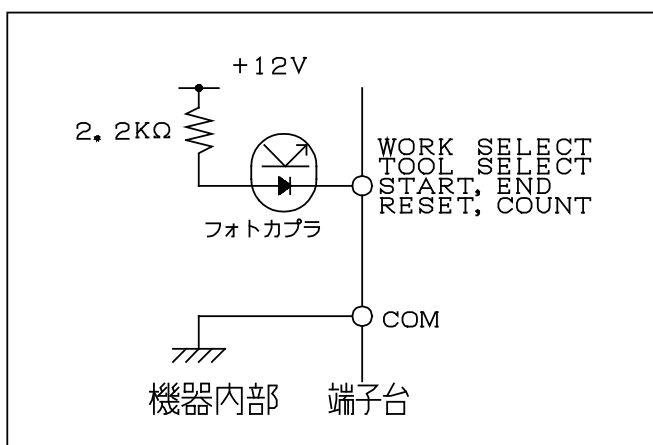 +12V
2.2KΩ
WORK SELECT
TOOL SELECT
START, END
RESET, COUNT
フォトカプラ
COM
機器内部
端子台